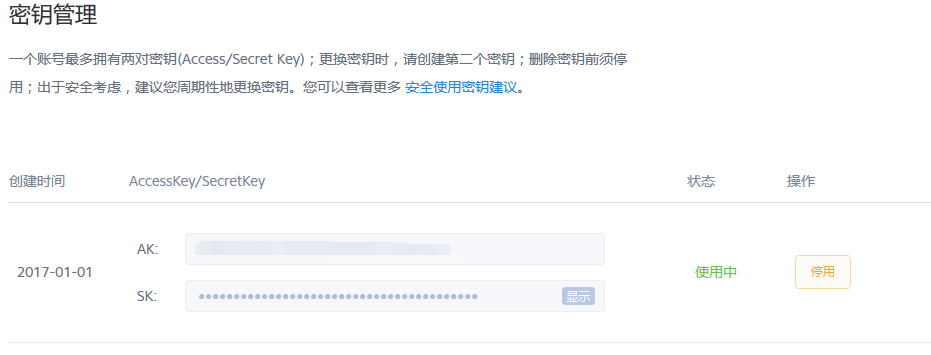 密钥管理
一个账号最多拥有两对密钥(Access/Secret Key)；更换密钥时，请创建第二个密钥；删除密钥前须停
用；出于安全考虑，建议您周期性地更换密钥。您可以查看更多 安全使用密钥建议。
创建时间 AccessKey/SecretKey 状态 操作
AK:
2017-01-01 使用中 停用
SK: ●●●●●●●●●●●●●●●●●●●●●●●●●●●●●●●●●●●●●●●● 显示